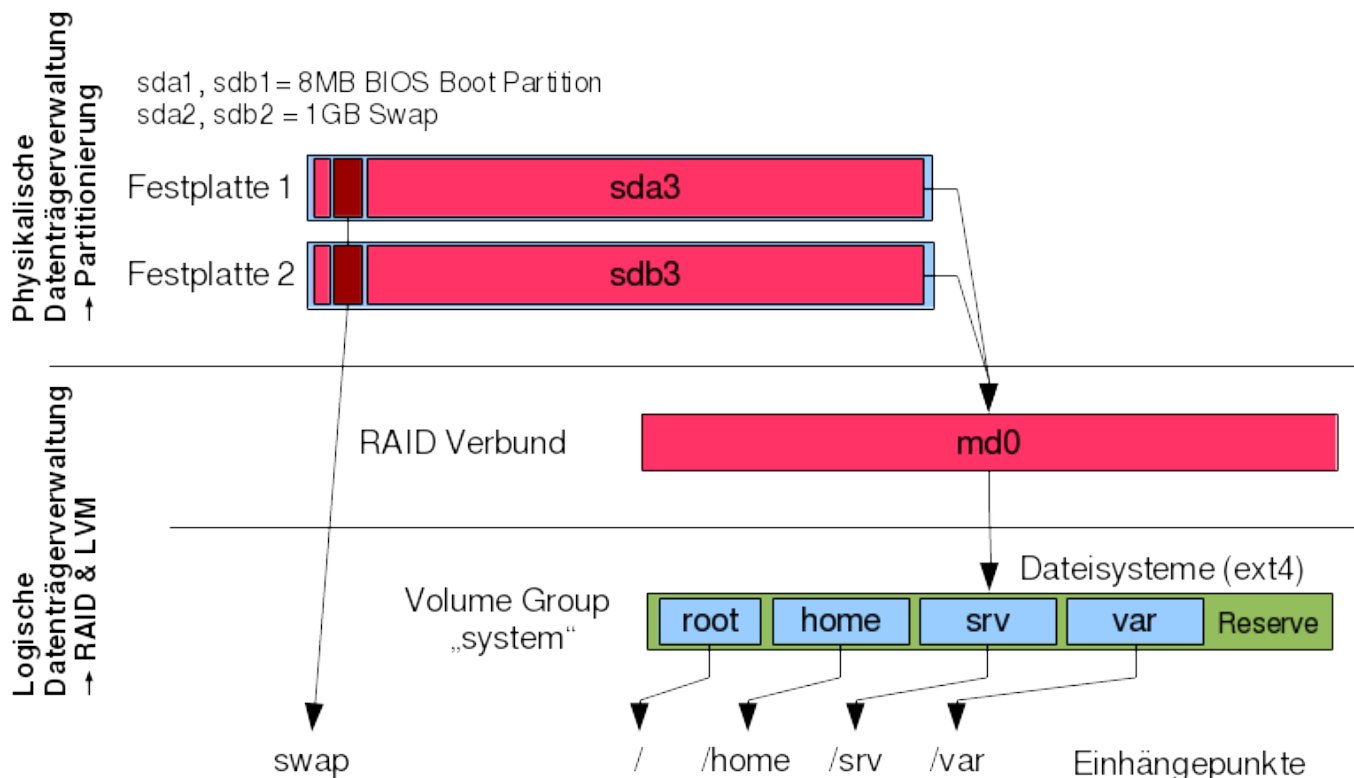 Physikalische
Datenträgerverwaltung
→ Partitionierung
sda1, sdb1 = 8MB BIOS Boot Partition
sda2, sdb2 = 1GB Swap
Festplatte 1
sda3
Festplatte 2
sdb3
Logische
Datenträgerverwaltung
→ RAID & LVM
RAID Verbund
md0
Dateisysteme (ext4)
Volume Group
„system“
root
home
srv
var
Reserve
swap
/
/home
/srv
/var
Einhängepunkte